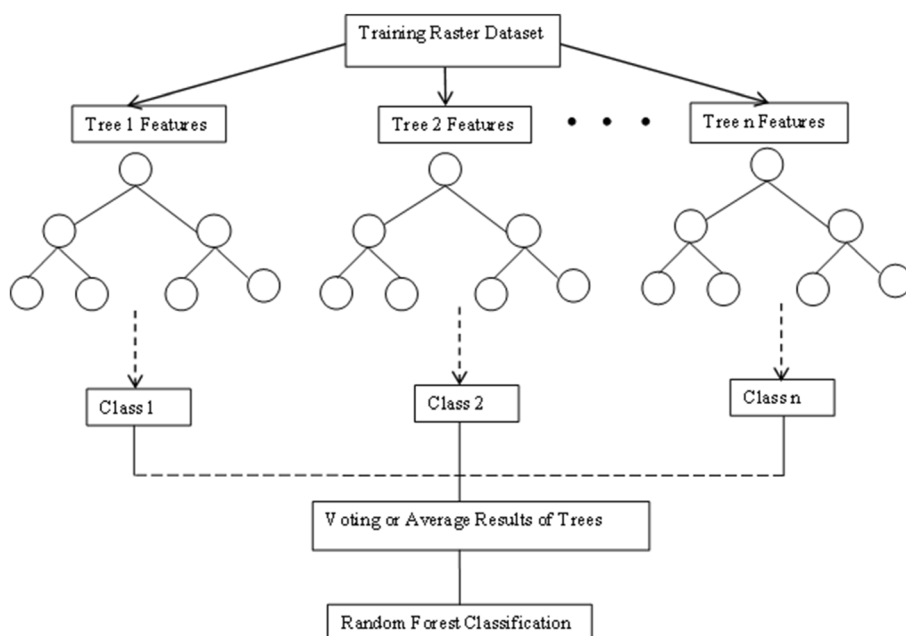 Training Raster Dataset
Tree 1 Features
Tree 2 Features
Tree n Features
Class 1
Class 2
Class n
Voting or Average Results of Trees
Random Forest Classification